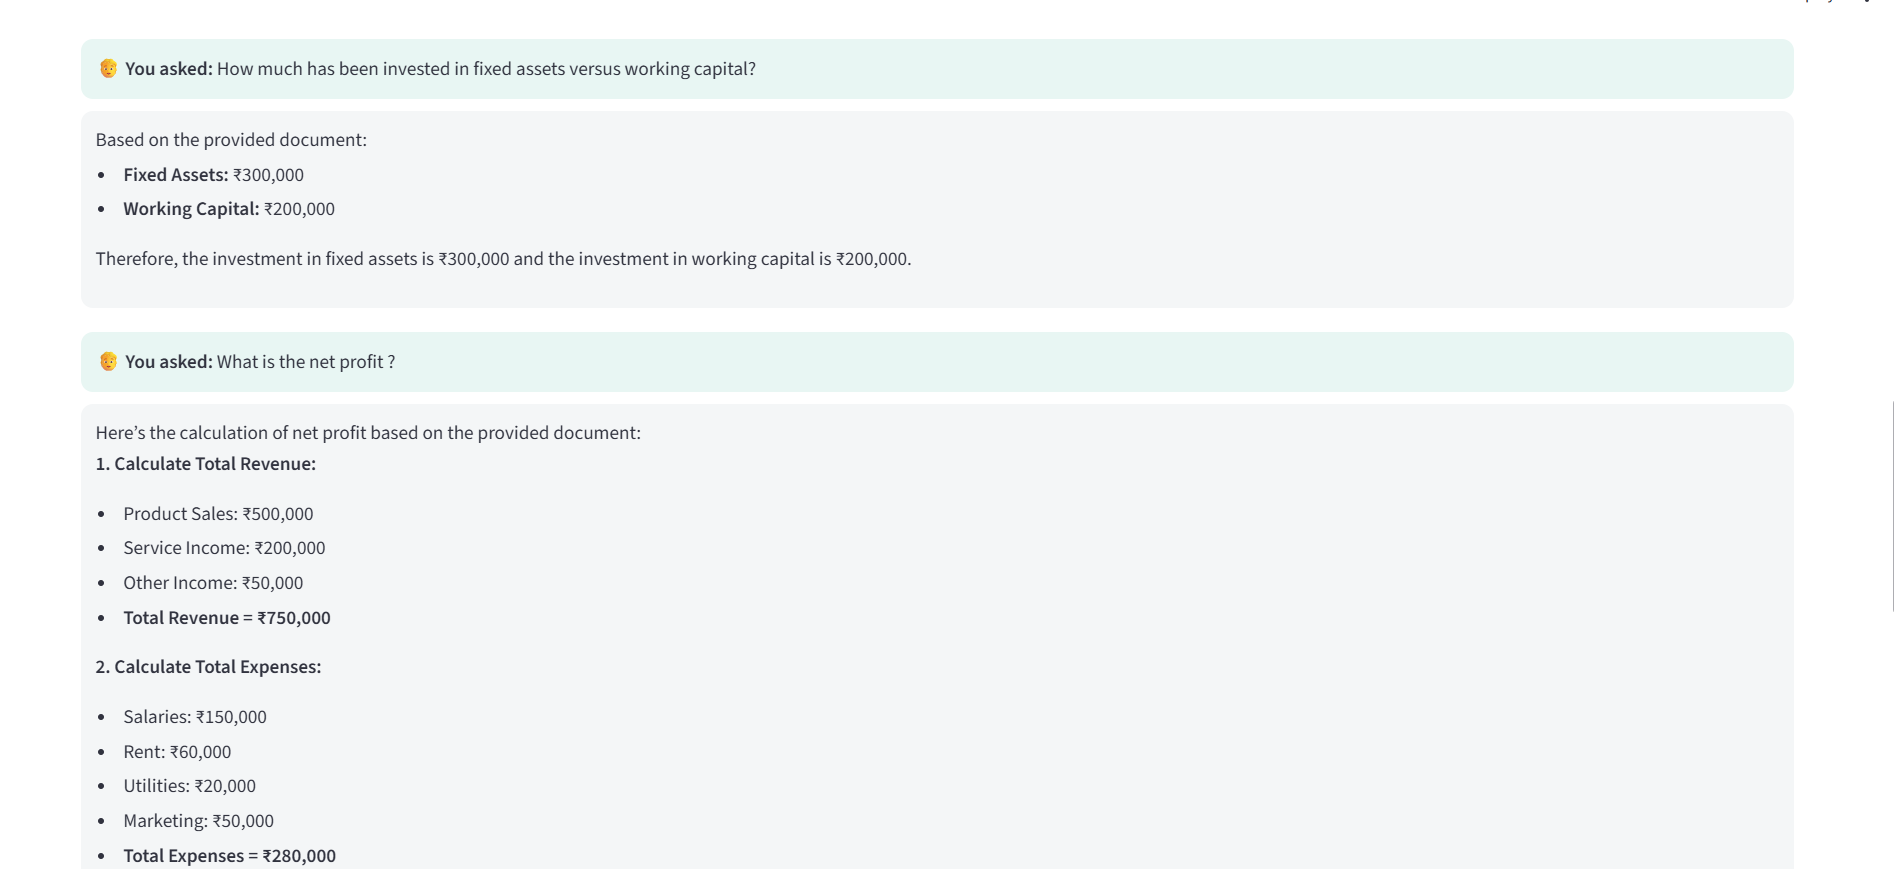 You asked: How much has been invested in fixed assets versus working capital?
Based on the provided document:
• Fixed Assets: ₹300,000
• Working Capital: ₹200,000
Therefore, the investment in fixed assets is ₹300,000 and the investment in working capital is ₹200,000.
You asked: What is the net profit ?
Here’s the calculation of net profit based on the provided document:
1. Calculate Total Revenue:
• Product Sales: ₹500,000
• Service Income: ₹200,000
• Other Income: ₹50,000
• Total Revenue = ₹750,000
2. Calculate Total Expenses:
• Salaries: ₹150,000
• Rent: ₹60,000
• Utilities: ₹20,000
• Marketing: ₹50,000
• Total Expenses = ₹280,000